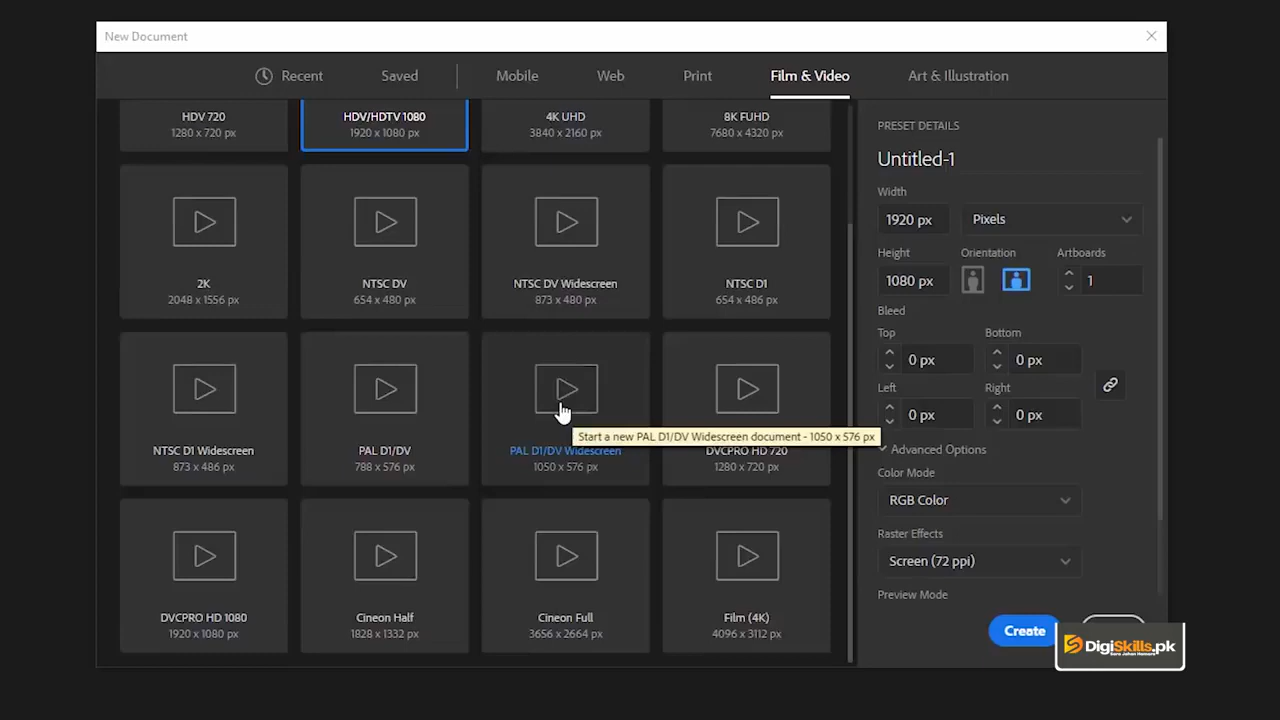 New Document
Recent
Saved
Mobile
Web
Print
Film & Video
Art & Illustration
HDV 720
1280 x 720 px
HDV/HDTV 1080
1920 x 1080 px
4K UHD
3840 x 2160 px
8K FUHD
7680 x 4320 px
2K
2048 x 1556 px
NTSC DV
654 x 480 px
NTSC DV Widescreen
873 x 480 px
NTSC D1
654 x 486 px
NTSC D1 Widescreen
873 x 486 px
PAL D1/DV
788 x 576 px
PAL D1/DV Widescreen
1050 x 576 px
Start a new PAL D1/DV Widescreen document - 1050 x 576 px
DVCPRO HD 720
1280 x 720 px
DVCPRO HD 1080
1920 x 1080 px
Cineon Half
1828 x 1332 px
Cineon Full
3656 x 2664 px
Film (4K)
4096 x 3112 px
PRESET DETAILS
Untitled-1
Width
1920 px
Pixels
Height
Orientation
Artboards
1080 px
1
Bleed
Top
Bottom
0 px
0 px
Left
Right
0 px
0 px
Advanced Options
Color Mode
RGB Color
Raster Effects
Screen (72 ppi)
Preview Mode
Create
DigiSkills.pk